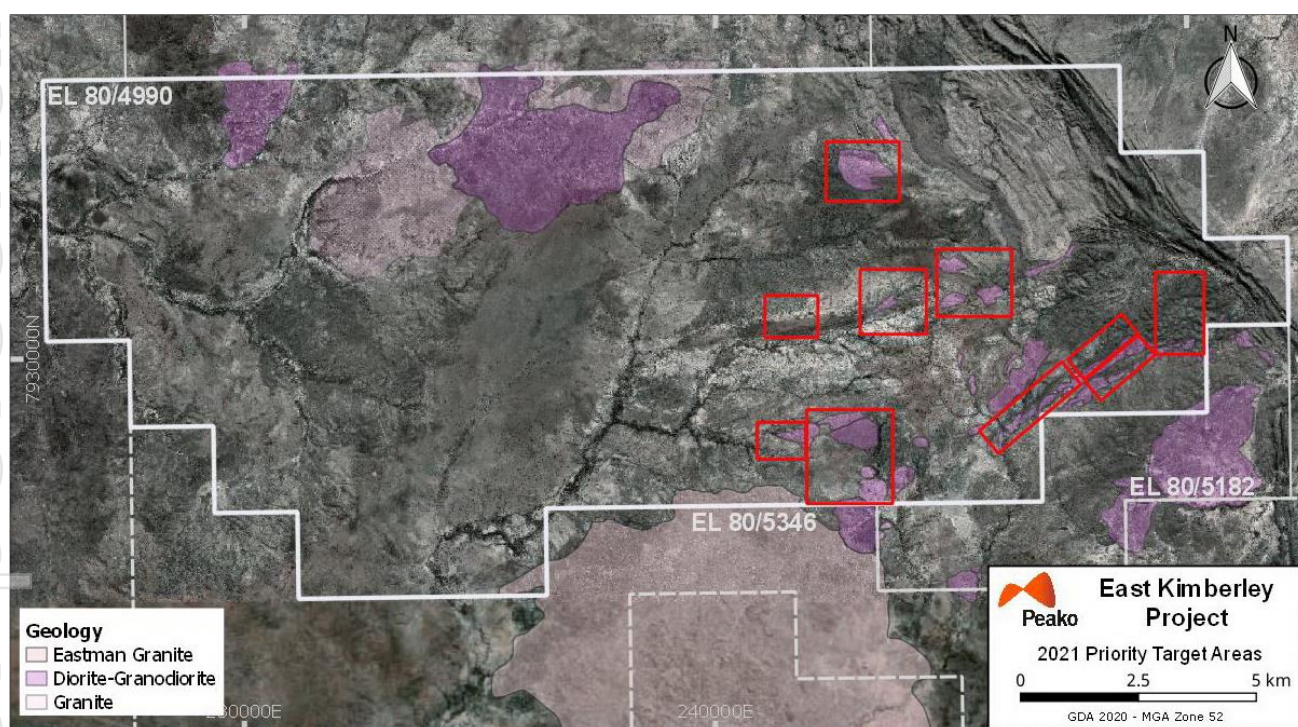 N
EL 80/4990
7930000N
EL 80/5182
EL 80/5346
Geology
Eastman Granite
Diorite-Granodiorite
Granite
240000E
Peako
East Kimberley
Project
2021 Priority Target Areas
0 2.5 5 km
GDA 2020 - MGA Zone 52